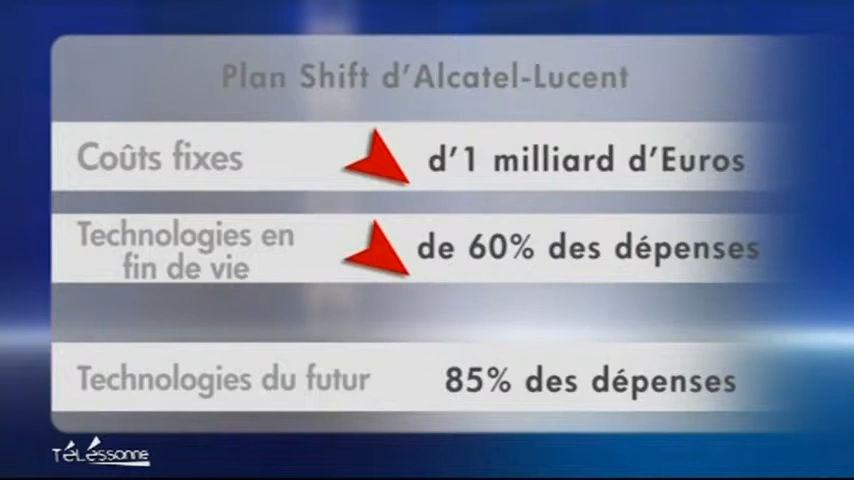 Plan Shift d'Alcatel-Lucent
Coûts fixes d'1 milliard d'Euros
Technologies en fin de vie de 60% des dépenses
Technologies du futur 85% des dépenses
TéLéssonne